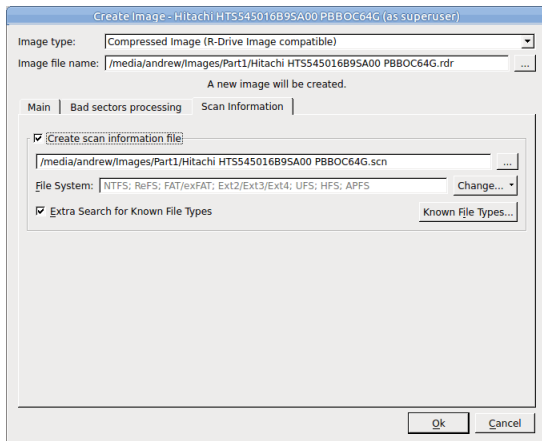 Create Image - Hitachi HTS545016B9SA00 PBBOC64G (as superuser)
Image type: Compressed Image (R-Drive Image compatible)
Image file name: /media/andrew/Images/Part1/Hitachi HTS545016B9SA00 PBBOC64G.rdr ...
A new image will be created.
Main Bad sectors processing Scan Information
Create scan information file
/media/andrew/Images/Part1/Hitachi HTS545016B9SA00 PBBOC64G.scn ...
File System: NTFS; ReFS; FAT/exFAT; Ext2/Ext3/Ext4; UFS; HFS; APFS Change...
Extra Search for Known File Types Known File Types...
Ok Cancel